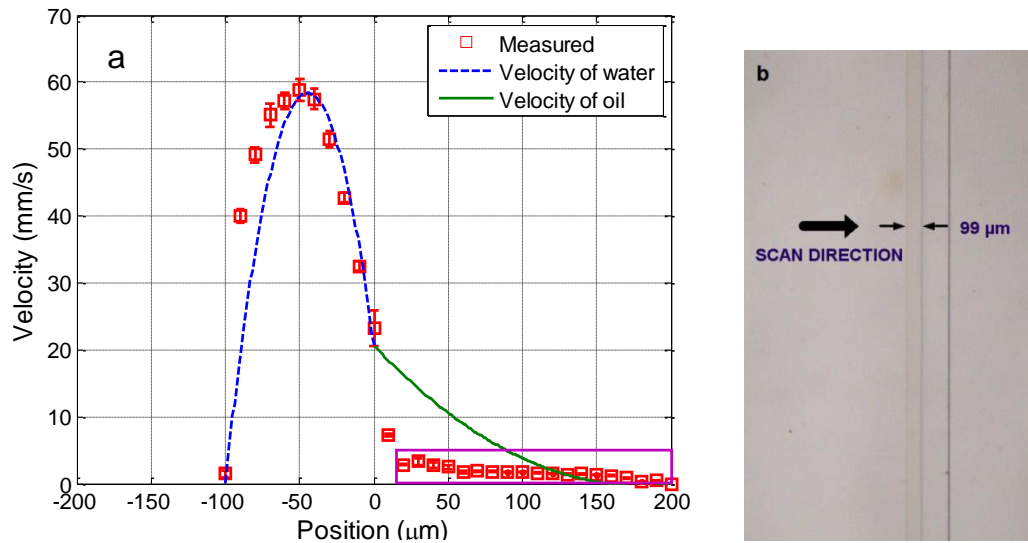 a
70
60
50
40
30
20
10
0
Velocity (mm/s)
Measured
Velocity of water
Velocity of oil
-200 -150 -100 -50 0 50 100 150 200
Position (μm)
b
99 μm
SCAN DIRECTION